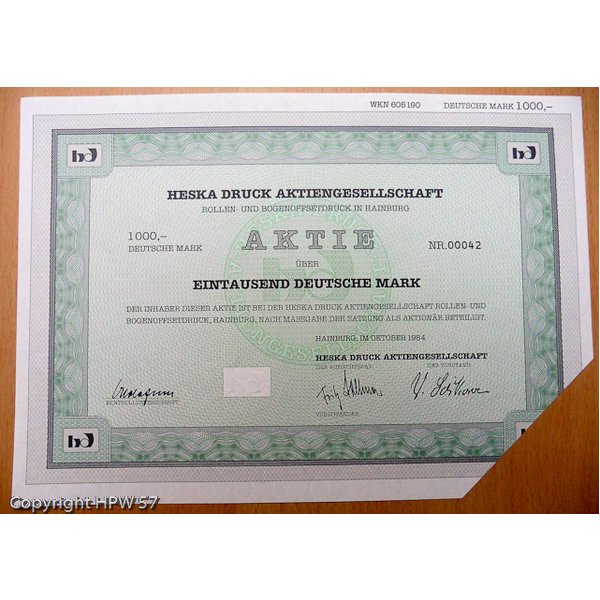 WKN 605190 DEUTSCHE MARK 1000,–
HESKA DRUCK AKTIENGESELLSCHAFT
ROLLEN- UND BOGENOFFSETDRUCK IN HAINBURG
1000,–
DEUTSCHE MARK
AKTIE
NR.00042
ÜBER
EINTAUSEND DEUTSCHE MARK
DER INHABER DIESER AKTIE IST BEI DER HESKA DRUCK AKTIENGESELLSCHAFT ROLLEN- UND
BOGENOFFSETDRUCK, HAINBURG, NACH MASSGABE DER SATZUNG ALS AKTIONÄR BETEILIGT.
HAINBURG, IM OKTOBER 1984
HESKA DRUCK AKTIENGESELLSCHAFT
DER AUFSICHTSRAT DER VORSTAND
KONTROLLUNTERSCHRIFT
VORSITZENDER
Copyright-HPW 57